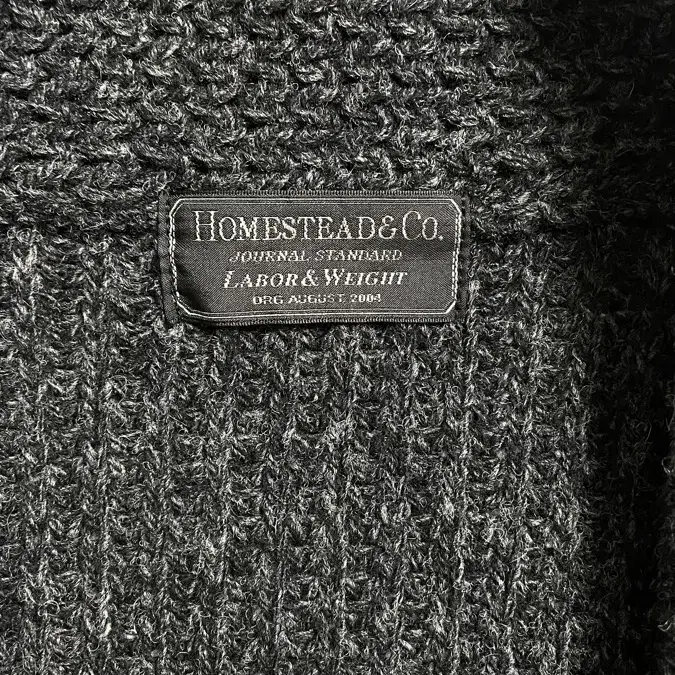 HOMESTEAD & CO.
JOURNAL STANDARD
LABOR & WEIGHT
ORG. AUGUST. 2004